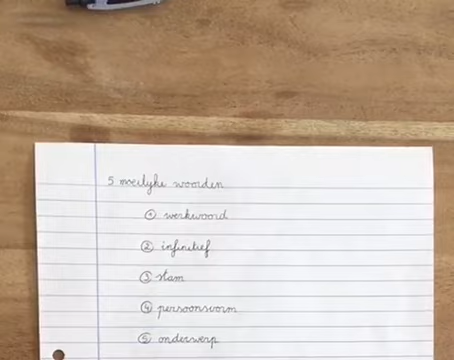 5 moeilijke woorden
① werkwoord
② infinitief
③ stam
④ persoonsvorm
⑤ onderwerp